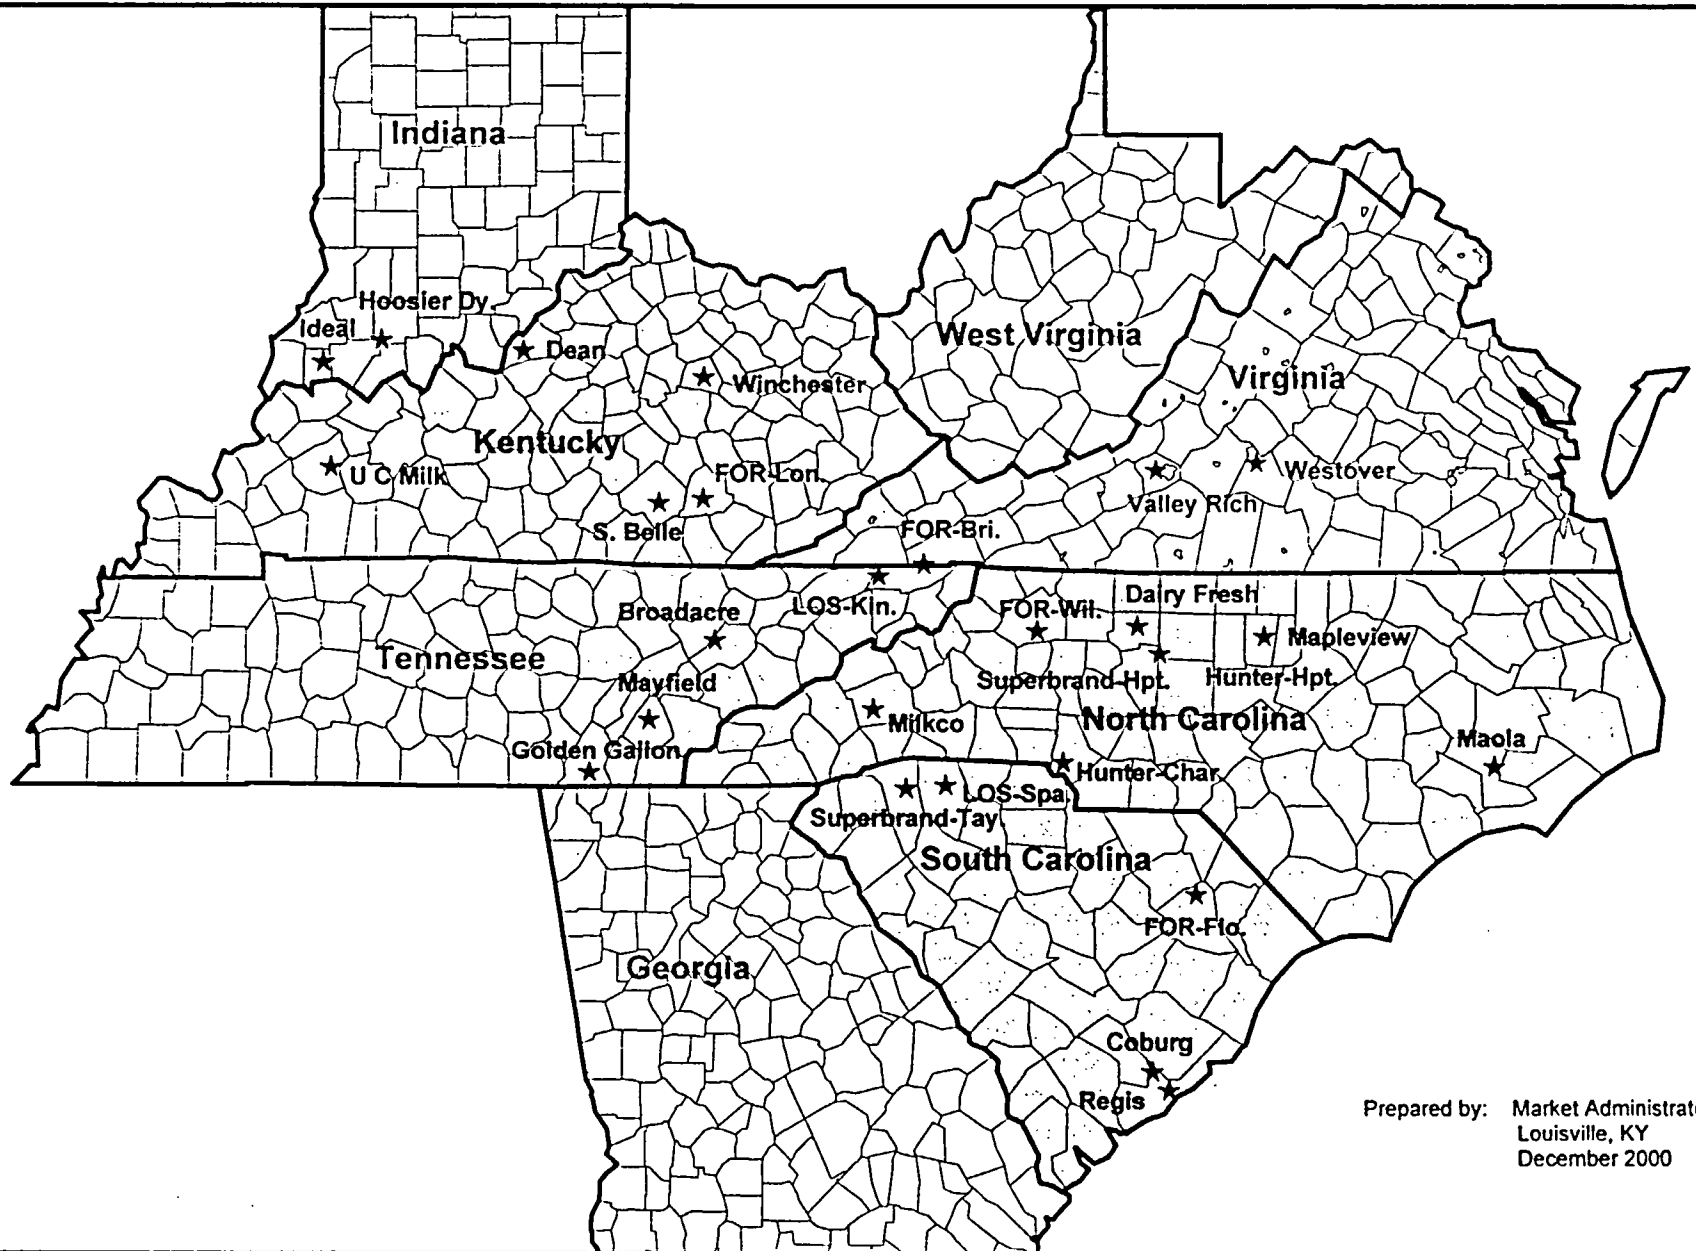 Indiana
Hoosier Dy.
Ideal
Dean
West Virginia
Winchester
Virginia
Kentucky
U C Milk
FOR-Lon.
Westover
Valley Rich
S. Belle
FOR-Bri.
Dairy Fresh
Broadacre
LOS-Kin.
FOR-Wil.
Mapleview
Tennessee
Mayfield
Superbrand-Hpt.
Hunter-Hpt.
Milkco
North Carolina
Golden Gallon
Maola
Hunter-Char.
LOS-Spa.
Superbrand-Tay.
South Carolina
FOR-Flo.
Georgia
Coburg
Regis
Prepared by: Market Administrat
Louisville, KY
December 2000